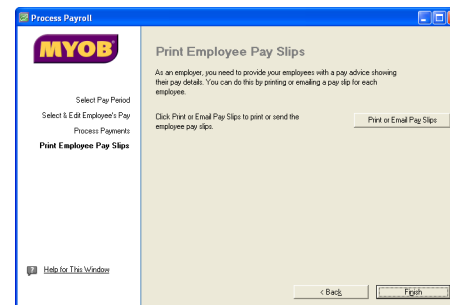 Process Payroll
MYOB
Print Employee Pay Slips
As an employer, you need to provide your employees with a pay advice showing
their pay details. You can do this by printing or emailing a pay slip for each
employee.
Select Pay Period
Select & Edit Employee's Pay
Process Payments
Print Employee Pay Slips
Click Print or Email Pay Slips to print or send the
employee pay slips.
Print or Email Pay Slips
Help for This Window
< Back
Finish